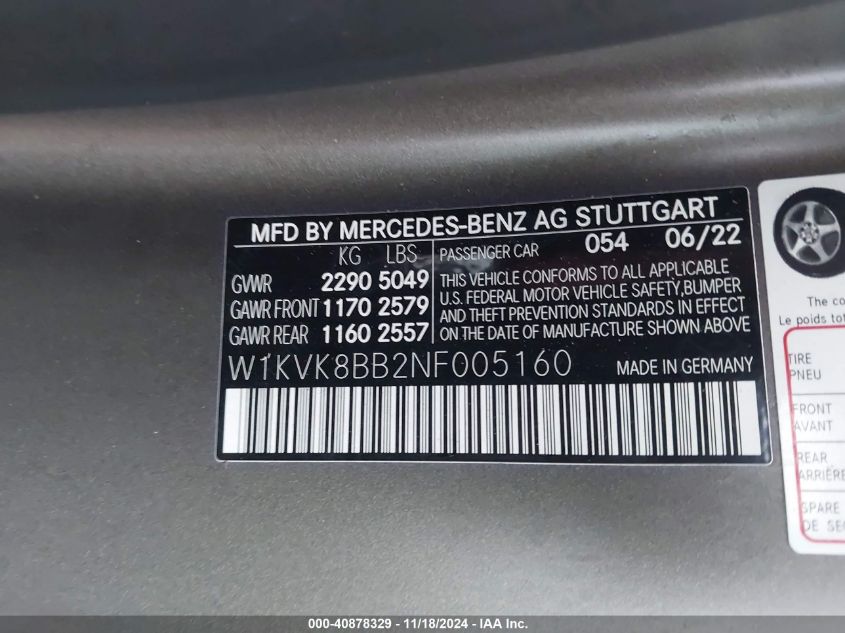 MFD BY MERCEDES-BENZ AG STUTTGART
KG LBS
GWWR 2290 5049
GAWR FRONT 1170 2579
GAWR REAR 1160 2557
PASSENGER CAR 054 06/22
THIS VEHICLE CONFORMS TO ALL APPLICABLE
U.S. FEDERAL MOTOR VEHICLE SAFETY,BUMPER
AND THEFT PREVENTION STANDARDS IN EFFECT
ON THE DATE OF MANUFACTURE SHOWN ABOVE
W1KVK8BB2NF005160 MADE IN GERMANY
The co
Le poids tot
TIRE
PNEU
FRONT
AVANT
REAR
ARRIÈRE
SPARE
DE SE
000-40878329 - 11/18/2024 - IAA Inc.